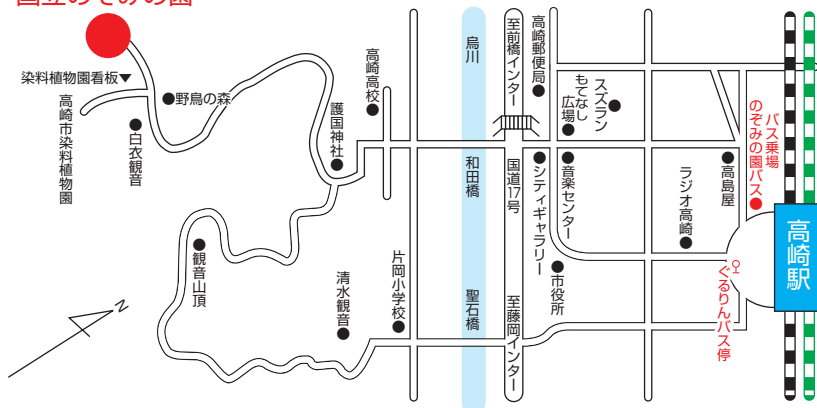 国立のぞみの園
染料植物園看板▼
高崎市染料植物園
白衣観音
野鳥の森
護国神社
高崎高校
観音山頂
清水観音
片岡小学校
烏川
和田橋
聖石橋
至前橋インター
国道17号
至藤岡インター
高崎郵便局
もてなし広場
スズラン
シティギャラリー
音楽センター
市役所
ラジオ高崎
高島屋
バス乗場
のぞみの園バス
ぐるりんバス停
高崎駅
N